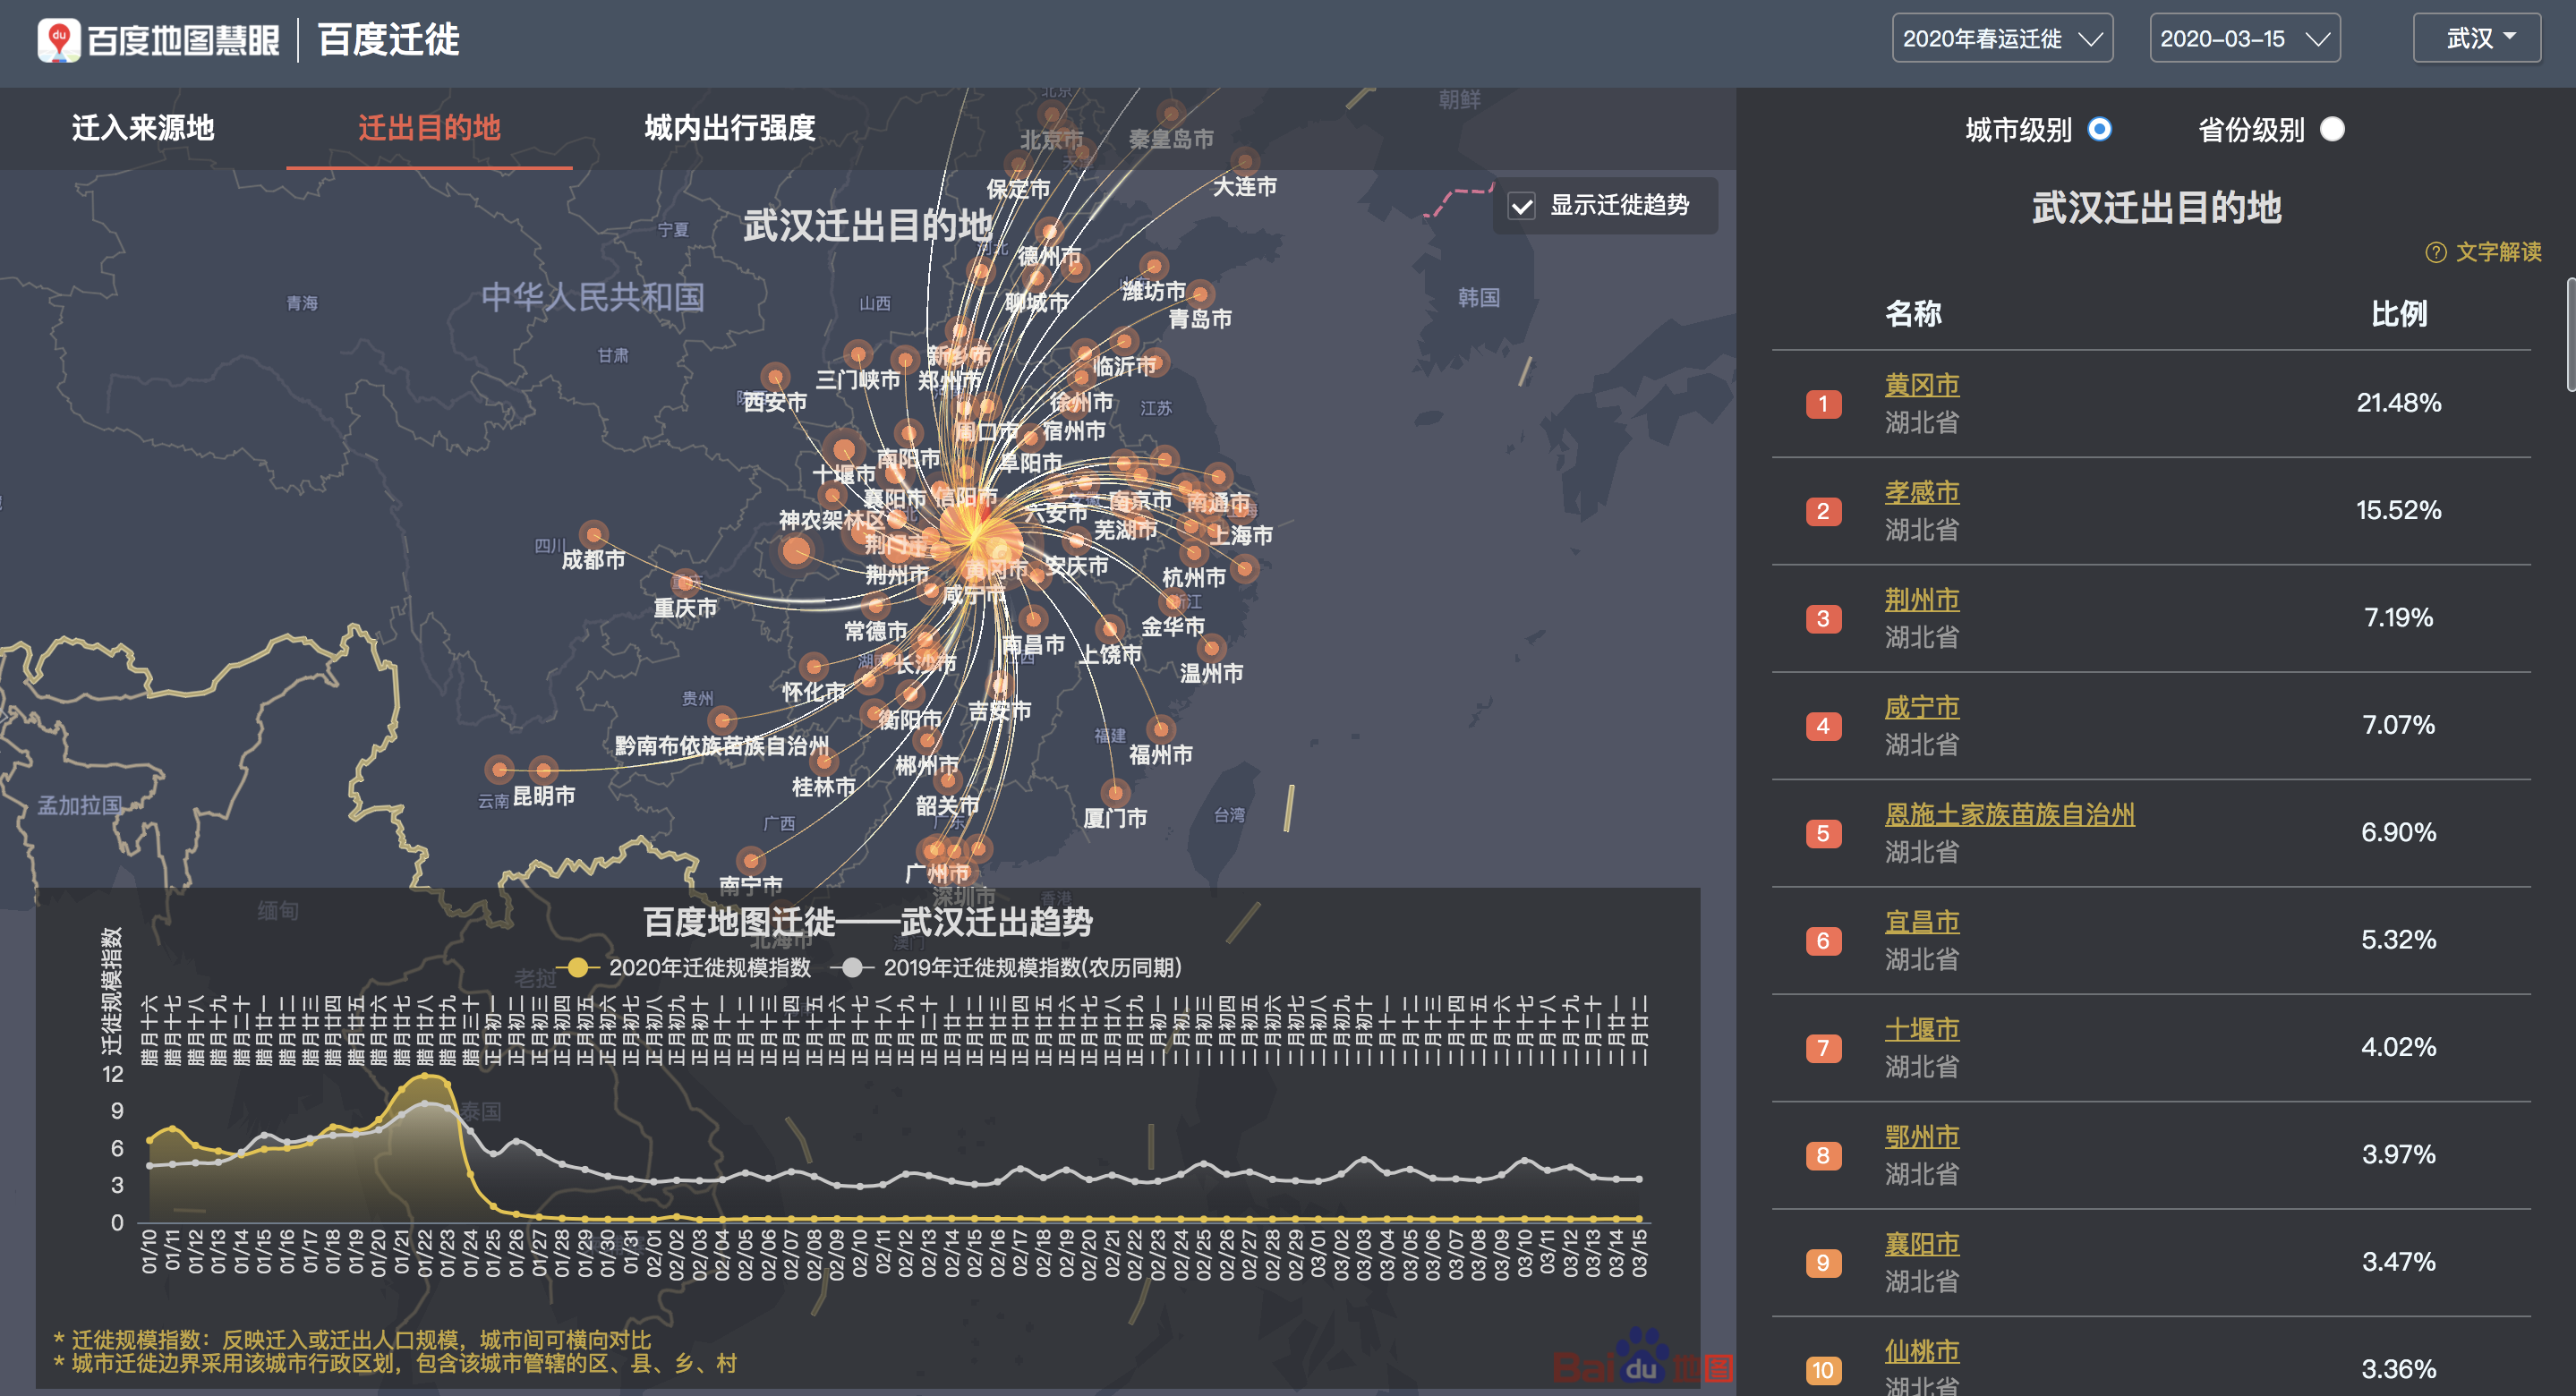 百度地图慧眼
百度迁徙
2020年春运迁徙
2020-03-15
武汉
迁入来源地
迁出目的地
城内出行强度
城市级别
省份级别
北京
北京市
秦皇岛市
朝鲜
保定市
大连市
显示迁徙趋势
武汉迁出目的地
宁夏
河北
德州市
中华人民共和国
青海
山西
聊城市
潍坊市
青岛市
韩国
甘肃
新乡市
三门峡市
郑州市
临沂市
西安市
徐州市
江苏
周口市
宿州市
南阳市
阜阳市
十堰市
襄阳市
信阳市
南京市
南通市
神农架林区
六安市
芜湖市
上海市
四川
成都市
荆门市
荆州市
黄冈市
安庆市
杭州市
重庆
重庆市
咸宁市
浙江
常德市
南昌市
金华市
上饶市
长沙市
温州市
怀化市
贵州
衡阳市
吉安市
黔南布依族苗族自治州
福建
福州市
郴州市
桂林市
云南
昆明市
韶关市
孟加拉国
广西
广东
厦门市
台湾
广州市
南宁市
深圳市
香港
缅甸
北海市
澳门
老挝
泰国
百度地图迁徙——武汉迁出趋势
2020年迁徙规模指数
2019年迁徙规模指数(农历同期)
迁徙规模指数
腊月十六 腊月十七 腊月十八 腊月十九 腊月二十 腊月廿一 腊月廿二 腊月廿三 腊月廿四 腊月廿五 腊月廿六 腊月廿七 腊月廿八 腊月廿九 腊月三十 正月初一 正月初二 正月初三 正月初四 正月初五 正月初六 正月初七 正月初八 正月初九 正月初十 正月十一 正月十二 正月十三 正月十四 正月十五 正月十六 正月十七 正月十八 正月十九 正月二十 正月廿一 正月廿二 正月廿三 正月廿四 正月廿五 正月廿六 正月廿七 正月廿八 正月廿九 二月初一 二月初二 二月初三 二月初四 二月初五 二月初六 二月初七 二月初八 二月初九 二月初十 二月十一 二月十二 二月十三 二月十四 二月十五 二月十六 二月十七 二月十八 二月十九 二月二十 二月廿一 二月廿二
12
9
6
3
0
01/10 01/11 01/12 01/13 01/14 01/15 01/16 01/17 01/18 01/19 01/20 01/21 01/22 01/23 01/24 01/25 01/26 01/27 01/28 01/29 01/30 01/31 02/01 02/02 02/03 02/04 02/05 02/06 02/07 02/08 02/09 02/10 02/11 02/12 02/13 02/14 02/15 02/16 02/17 02/18 02/19 02/20 02/21 02/22 02/23 02/24 02/25 02/26 02/27 02/28 02/29 03/01 03/02 03/03 03/04 03/05 03/06 03/07 03/08 03/09 03/10 03/11 03/12 03/13 03/14 03/15
* 迁徙规模指数：反映迁入或迁出人口规模，城市间可横向对比
* 城市迁徙边界采用该城市行政区划，包含该城市管辖的区、县、乡、村
Bai du 地图
武汉迁出目的地
? 文字解读
名称 比例
1 黄冈市 21.48%
湖北省
2 孝感市 15.52%
湖北省
3 荆州市 7.19%
湖北省
4 咸宁市 7.07%
湖北省
5 恩施土家族苗族自治州 6.90%
湖北省
6 宜昌市 5.32%
湖北省
7 十堰市 4.02%
湖北省
8 鄂州市 3.97%
湖北省
9 襄阳市 3.47%
湖北省
10 仙桃市 3.36%
湖北省